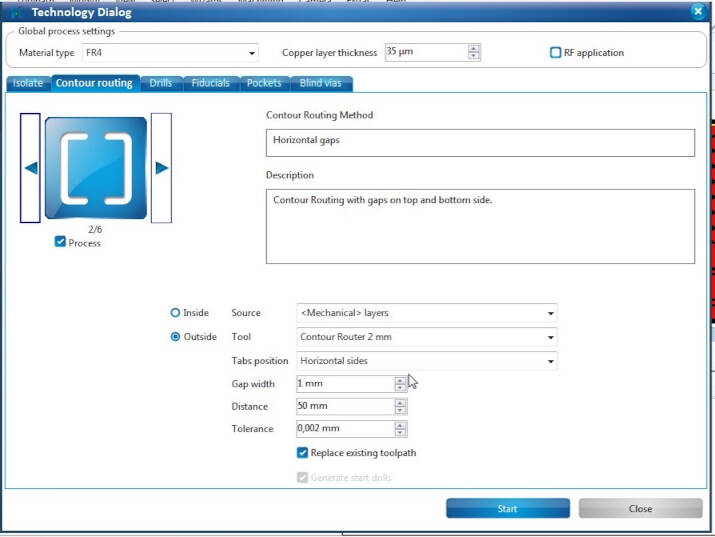 Technology Dialog
Global process settings
Material type FR4 Copper layer thickness 35 µm RF application
Isolate Contour routing Drills Fiducials Pockets Blind vias
Contour Routing Method
Horizontal gaps
Description
Contour Routing with gaps on top and bottom side.
2/6
Process
Inside Source <Mechanical> layers
Outside Tool Contour Router 2 mm
Tabs position Horizontal sides
Gap width 1 mm
Distance 50 mm
Tolerance 0,002 mm
Replace existing toolpath
Generate start drills
Start Close